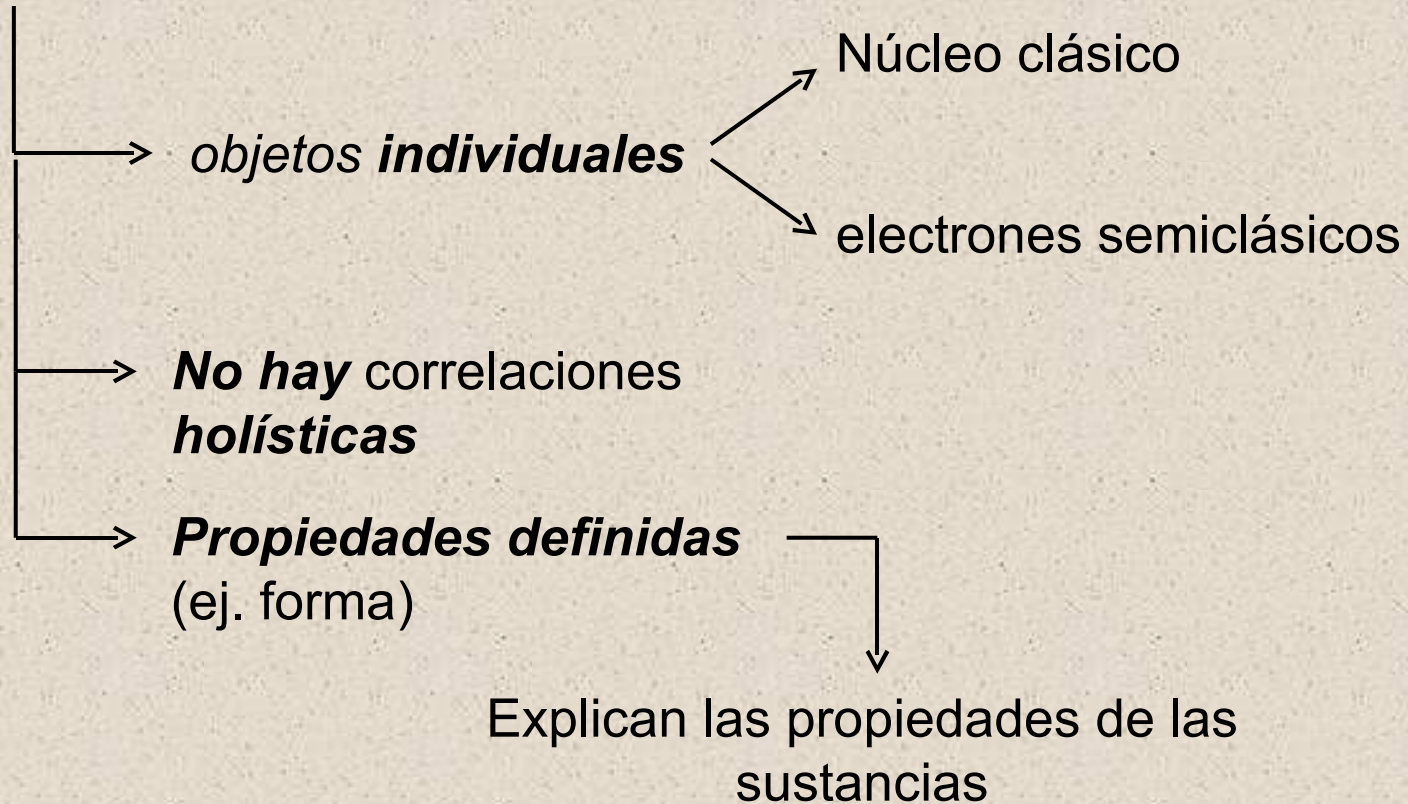 Núcleo clásico
objetos individuales
electrones semiclásicos
No hay correlaciones
holísticas
Propiedades definidas
(ej. forma)
Explican las propiedades de las
sustancias